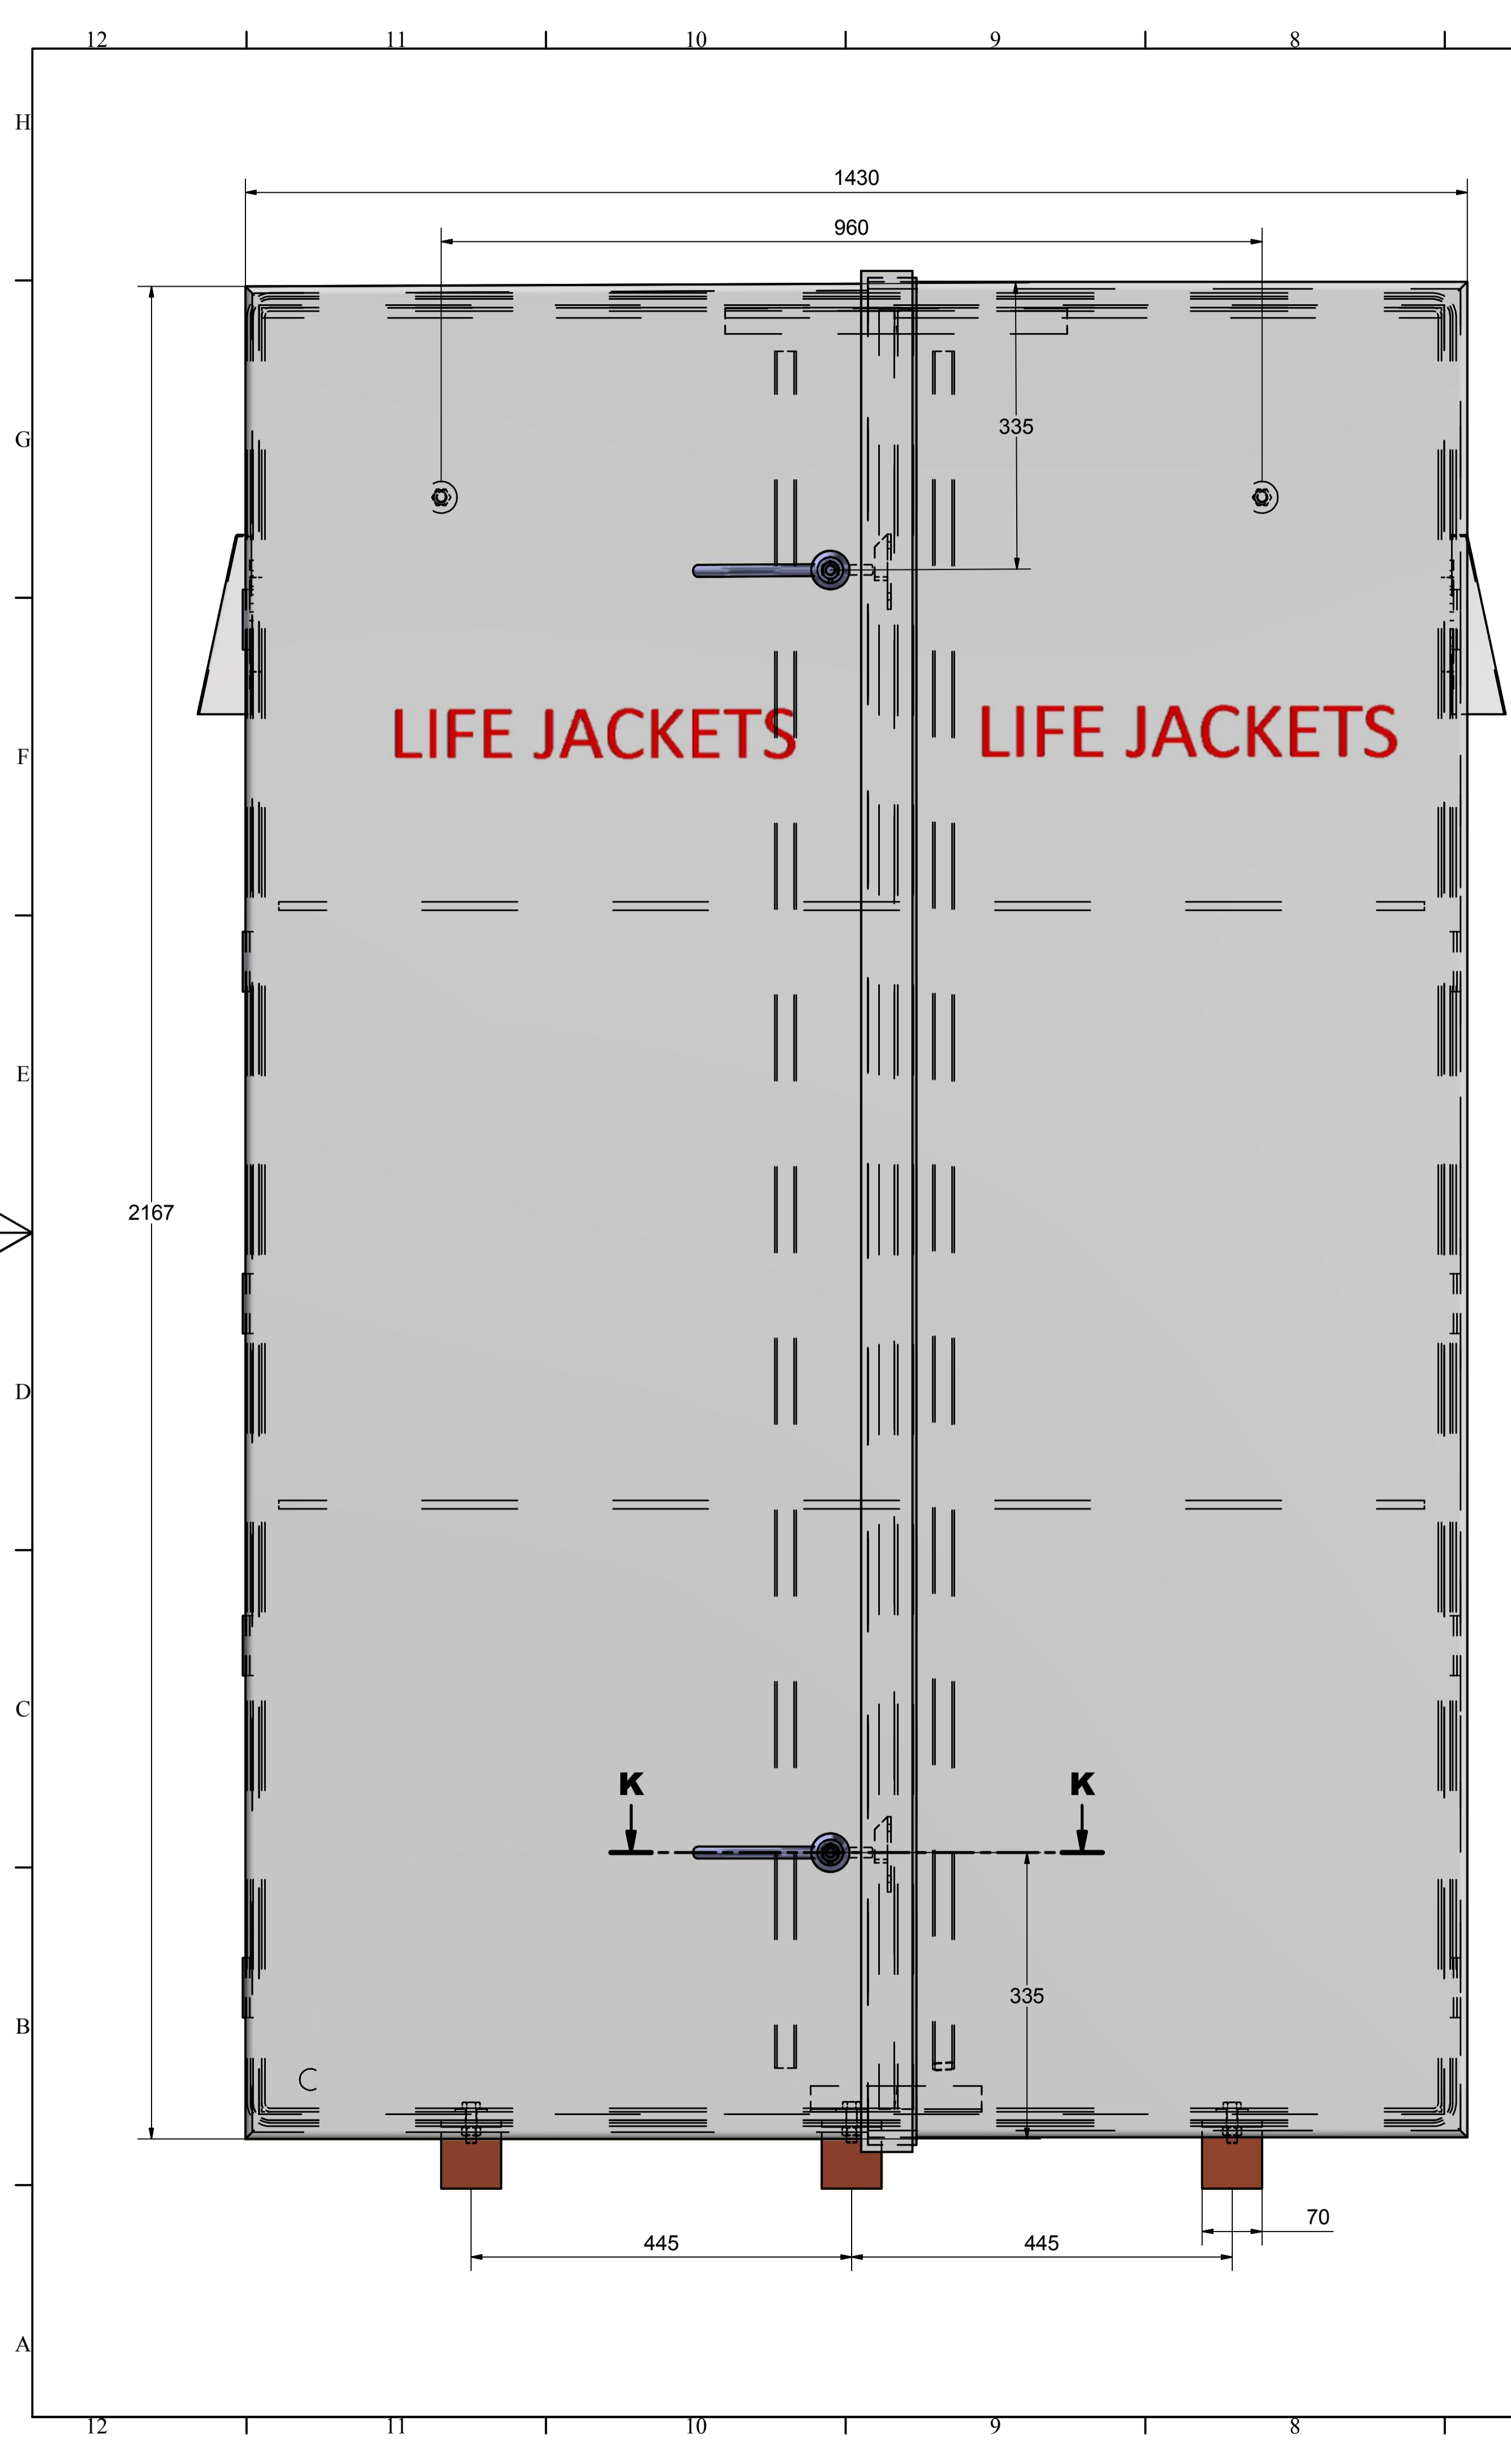 12 11 10 9 8
H
1430
960
G
335
LIFE JACKETS LIFE JACKETS
F
E
2167
D
C
K K
335
B
70
445 445
A
12 11 10 9 8